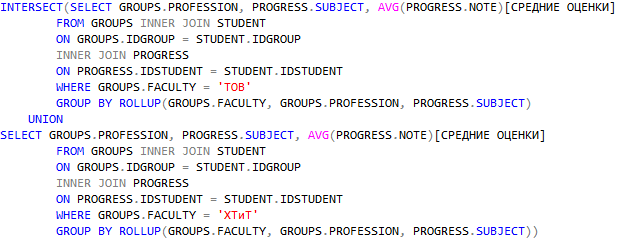 INTERSECT(SELECT GROUPS.PROFESSION, PROGRESS.SUBJECT, AVG(PROGRESS.NOTE)[СРЕДНИЕ ОЦЕНКИ]
FROM GROUPS INNER JOIN STUDENT
ON GROUPS.IDGROUP = STUDENT.IDGROUP
INNER JOIN PROGRESS
ON PROGRESS.IDSTUDENT = STUDENT.IDSTUDENT
WHERE GROUPS.FACULTY = 'ТОВ'
GROUP BY ROLLUP(GROUPS.FACULTY, GROUPS.PROFESSION, PROGRESS.SUBJECT)
UNION
SELECT GROUPS.PROFESSION, PROGRESS.SUBJECT, AVG(PROGRESS.NOTE)[СРЕДНИЕ ОЦЕНКИ]
FROM GROUPS INNER JOIN STUDENT
ON GROUPS.IDGROUP = STUDENT.IDGROUP
INNER JOIN PROGRESS
ON PROGRESS.IDSTUDENT = STUDENT.IDSTUDENT
WHERE GROUPS.FACULTY = 'ХТиТ'
GROUP BY ROLLUP(GROUPS.FACULTY, GROUPS.PROFESSION, PROGRESS.SUBJECT))